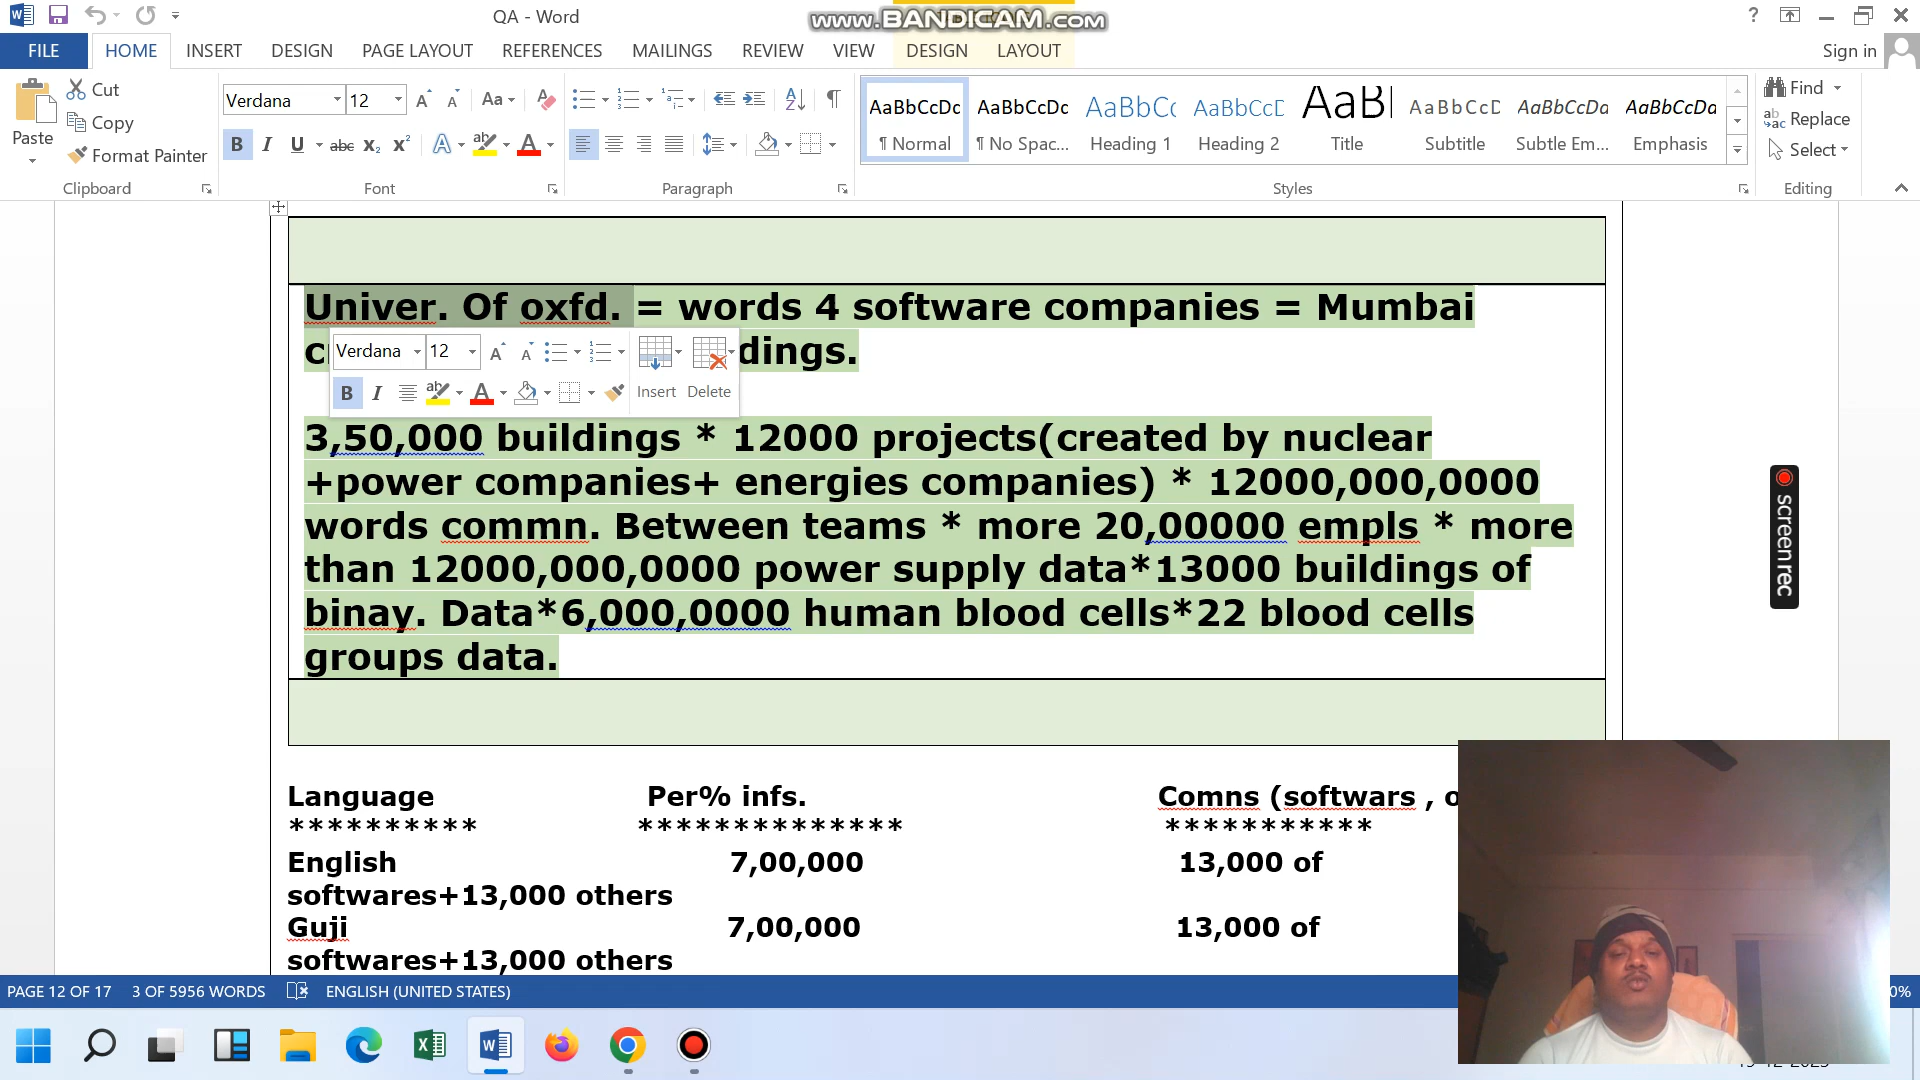 QA - Word
www.BANDICAM.com
FILE HOME INSERT DESIGN PAGE LAYOUT REFERENCES MAILINGS REVIEW VIEW DESIGN LAYOUT Sign in
Paste
Cut
Copy
Format Painter
Clipboard
Verdana 12
Font
Paragraph
AaBbCcDc AaBbCcDc AaBbC( AaBbCcD AaB AaBbCcD AaBbCcDa AaBbCcDa
¶ Normal ¶ No Spac... Heading 1 Heading 2 Title Subtitle Subtle Em... Emphasis
Styles
Find
Replace
Select
Editing
Univer. Of oxfd. = words 4 software companies = Mumbai
dings.
Verdana 12
Insert Delete
3,50,000 buildings * 12000 projects(created by nuclear
+power companies+ energies companies) * 12000,000,0000
words commn. Between teams * more 20,00000 empls * more
than 12000,000,0000 power supply data*13000 buildings of
binay. Data*6,000,0000 human blood cells*22 blood cells
groups data.
Language Per% infs. Comns (softwars , o
********** ************** ***********
English 7,00,000 13,000 of
softwares+13,000 others
Guji 7,00,000 13,000 of
softwares+13,000 others
screenrec
PAGE 12 OF 17 3 OF 5956 WORDS ENGLISH (UNITED STATES) 0%